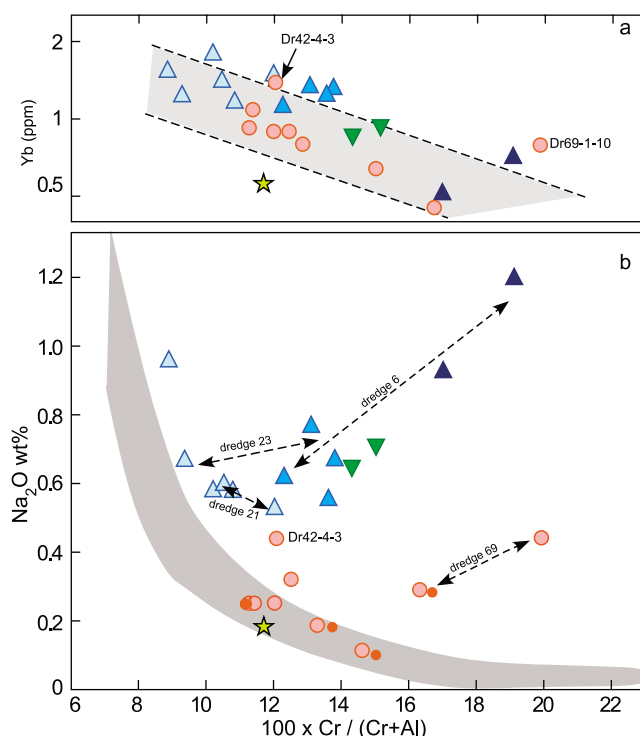 a
2
1
0.5
Yb (ppm)
Dr42-4-3
Dr69-1-10
b
1.2
1.0
0.8
0.6
0.4
0.2
0
Na₂O wt%
dredge 6
dredge 23
dredge 21
Dr42-4-3
dredge 69
6 8 10 12 14 16 18 20 22
100 x Cr / (Cr+Al)